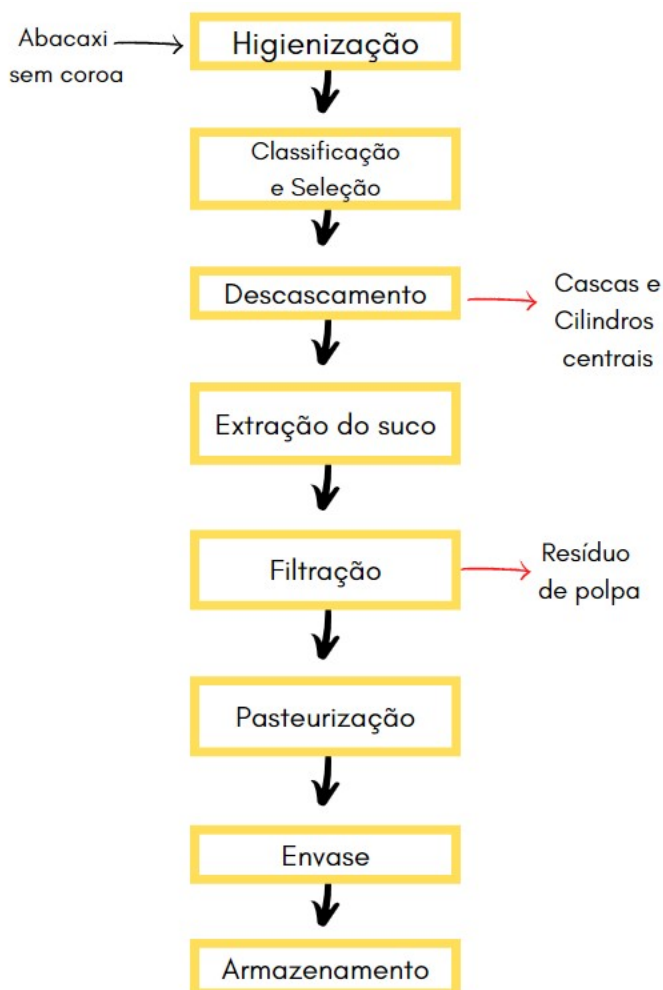 Abacaxi
sem coroa
Higienização
Classificação
e Seleção
Descascamento
Cascas e
Cilindros
centrais
Extração do suco
Filtração
Resíduo
de polpa
Pasteurização
Envase
Armazenamento